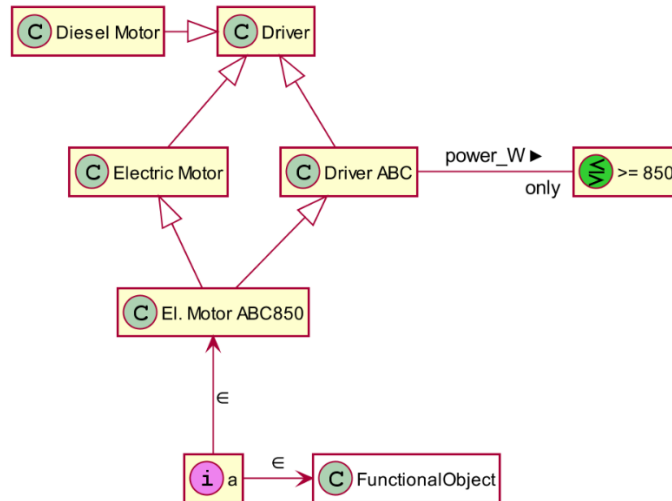 C Diesel Motor
C Driver
C Electric Motor
C Driver ABC
power_W ►
only
≶ >= 850
C El. Motor ABC850
∈
i a
∈
C FunctionalObject